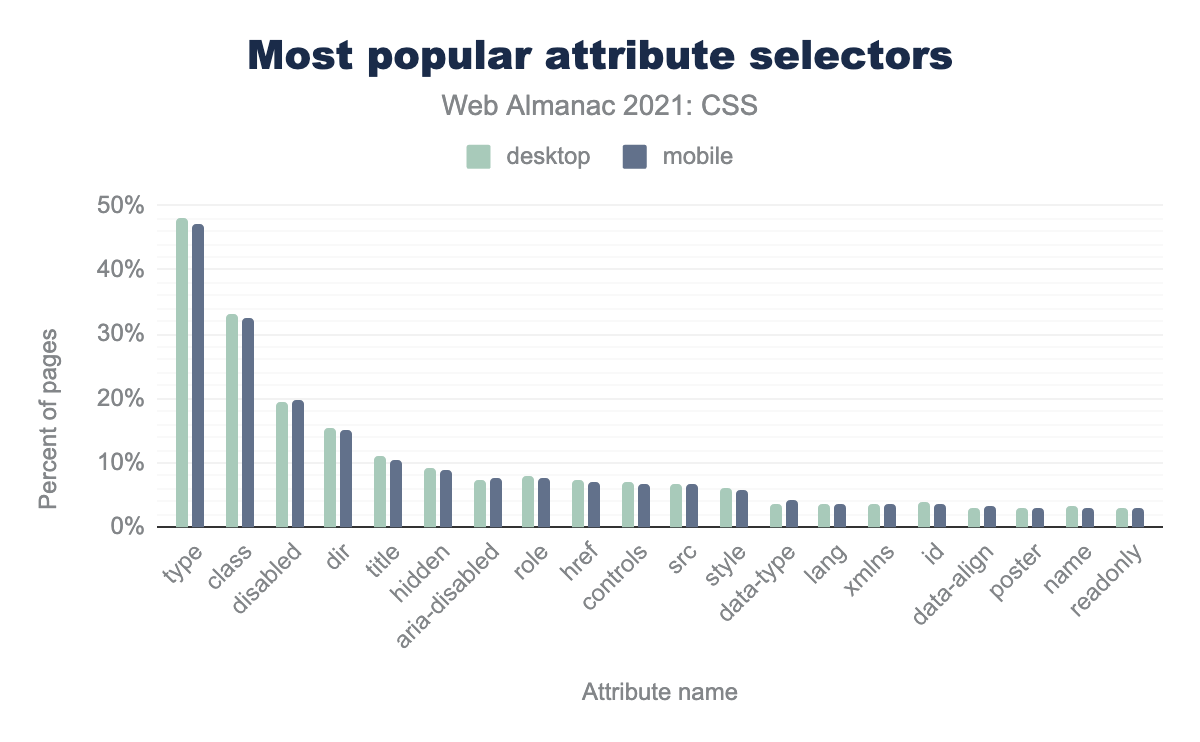 Most popular attribute selectors
Web Almanac 2021: CSS
desktop
mobile
Percent of pages
50%
40%
30%
20%
10%
0%
type
class
disabled
dir
title
hidden
aria-disabled
role
href
controls
src
style
data-type
lang
xmlns
id
data-align
poster
name
readonly
Attribute name